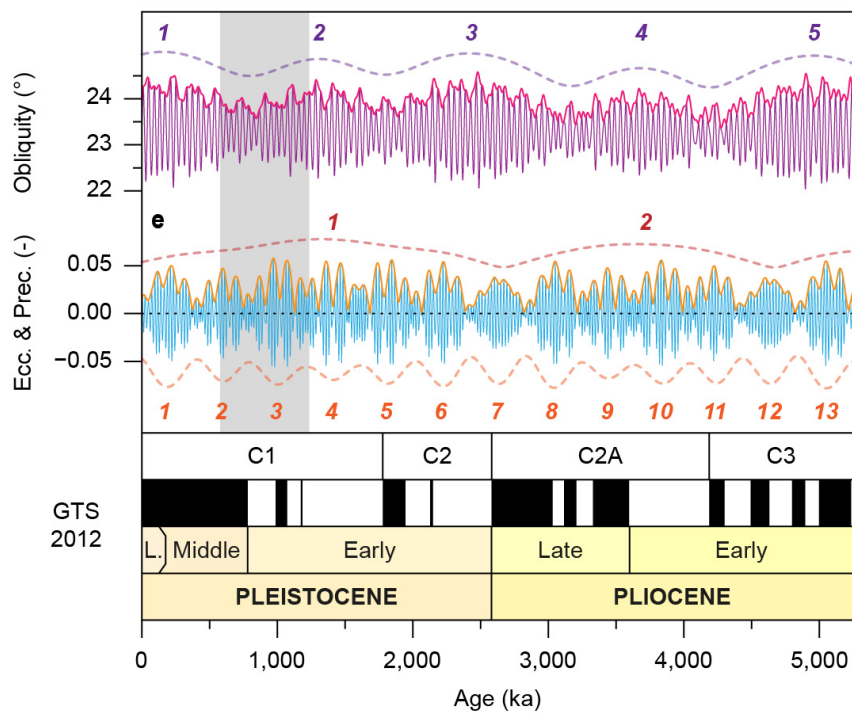 1 2 3 4 5
Obliquity (°)
24
23
22
e
1 2
Ecc. & Prec. (-)
0.05
0.00
−0.05
1 2 3 4 5 6 7 8 9 10 11 12 13
C1 C2 C2A C3
GTS
2012
L. Middle Early Late Early
PLEISTOCENE PLIOCENE
0 1,000 2,000 3,000 4,000 5,000
Age (ka)